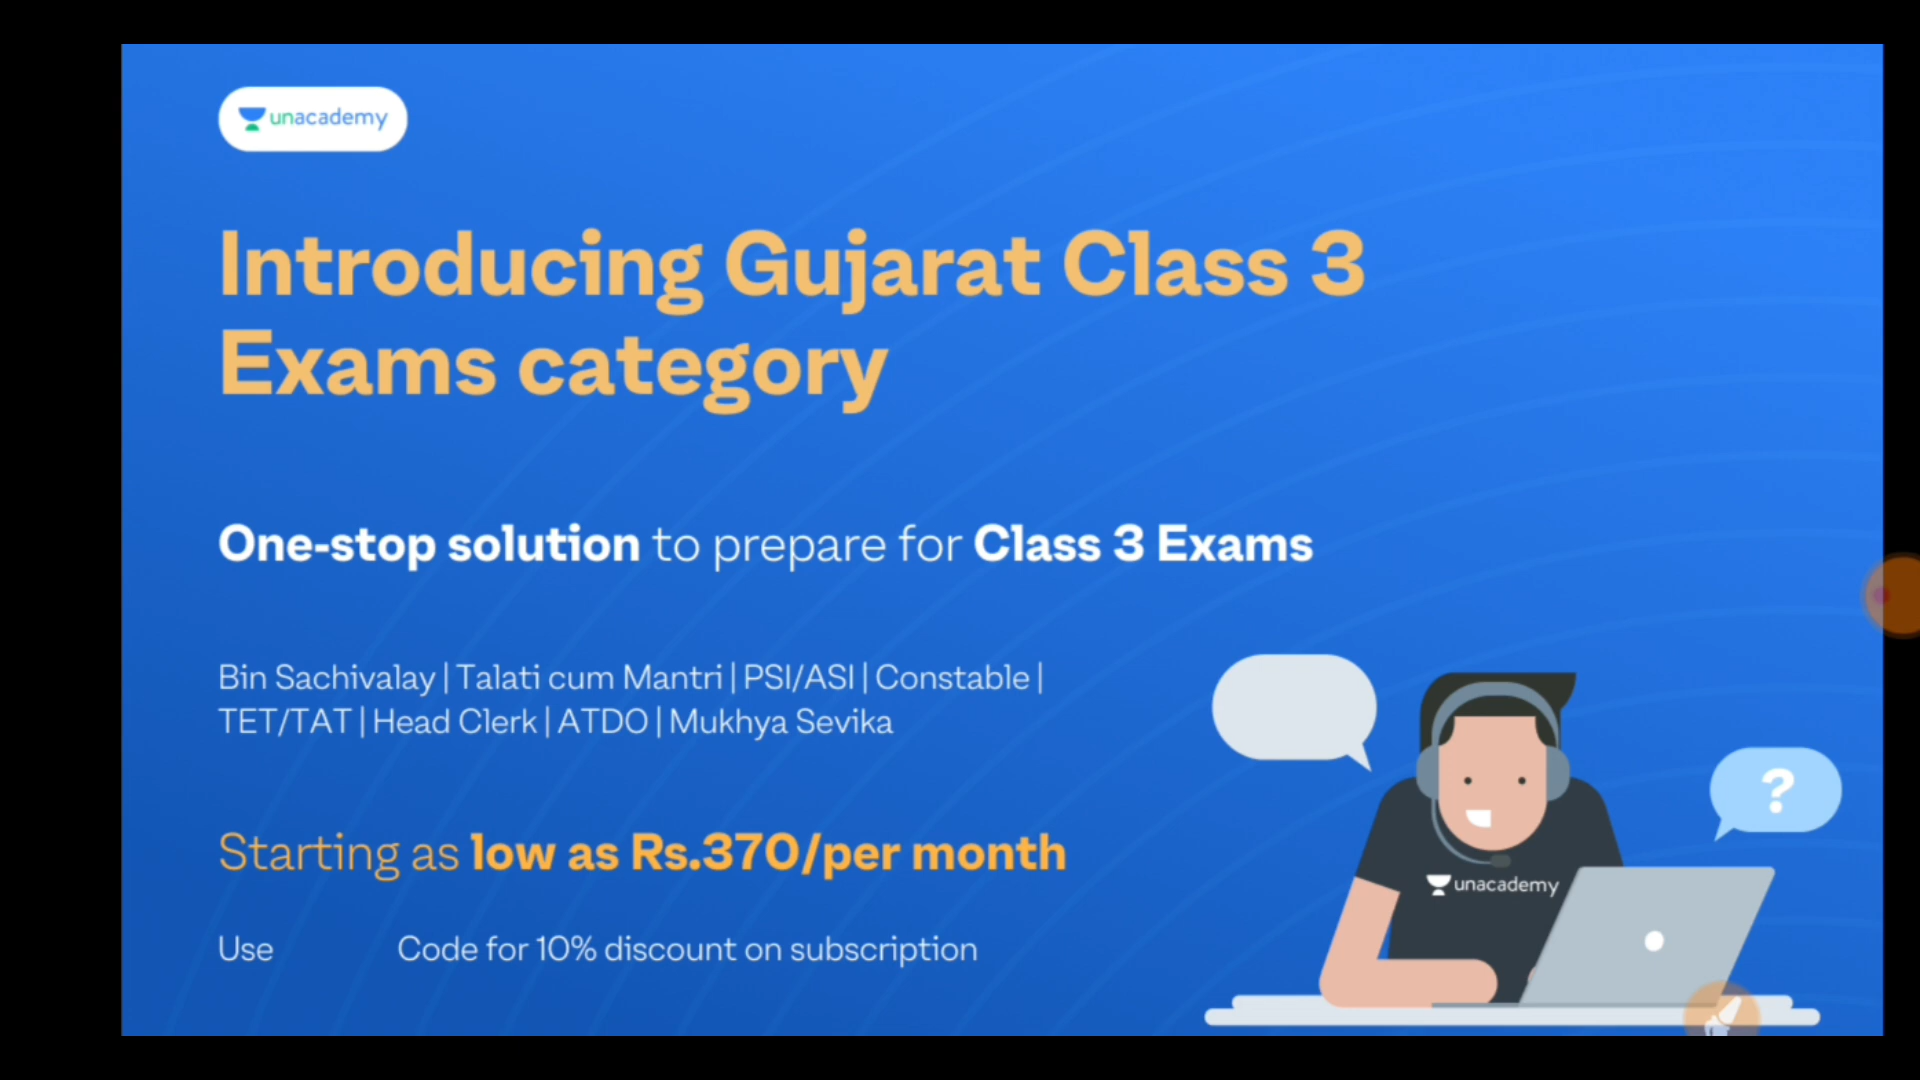 unacademy
Introducing Gujarat Class 3
Exams category
One-stop solution to prepare for Class 3 Exams
Bin Sachivalay | Talati cum Mantri | PSI/ASI | Constable |
TET/TAT | Head Clerk | ATDO | Mukhya Sevika
Starting as low as Rs.370/per month
Use Code for 10% discount on subscription
?
unacademy